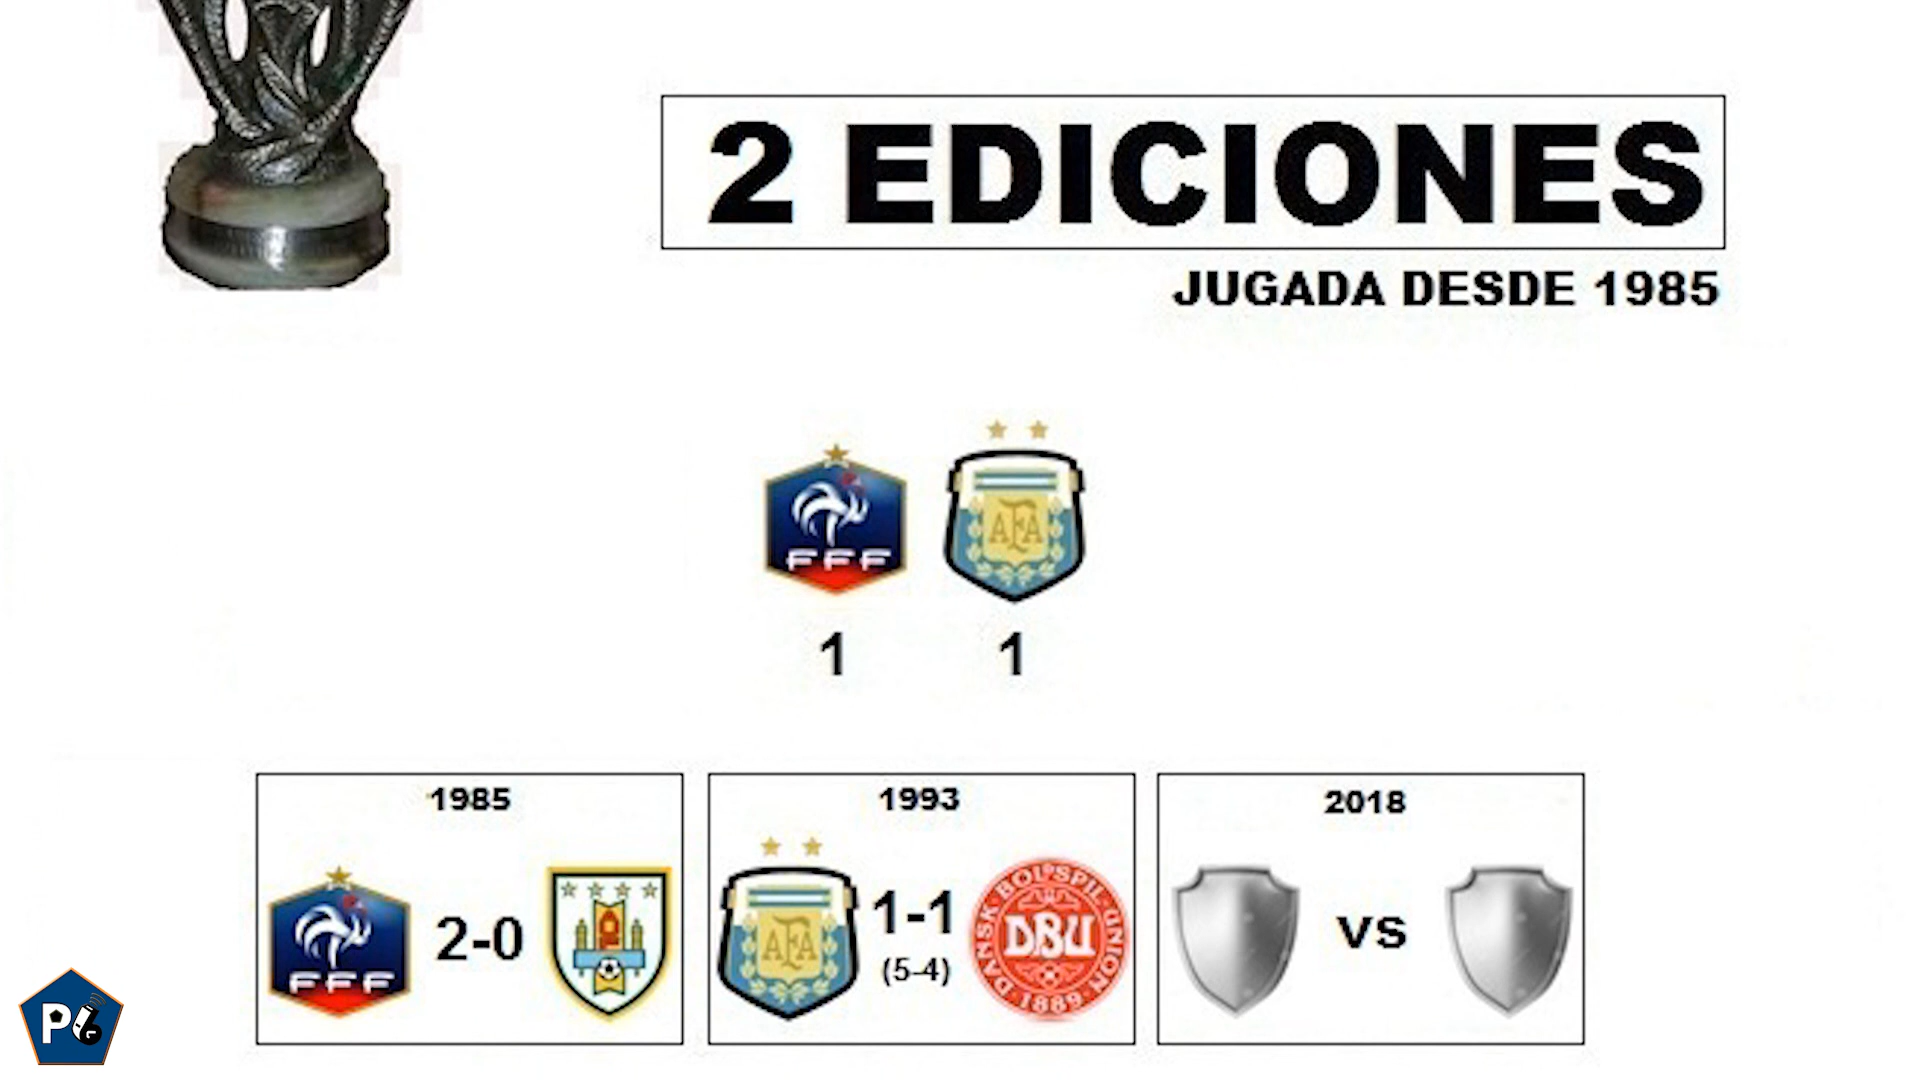 2 EDICIONES
JUGADA DESDE 1985
FFF
AFA
1
1
1985
FFF
2-0
1993
AFA
1-1
(5-4)
DANSK BOLDSPIL UNION
DBU
1889
2018
VS
P